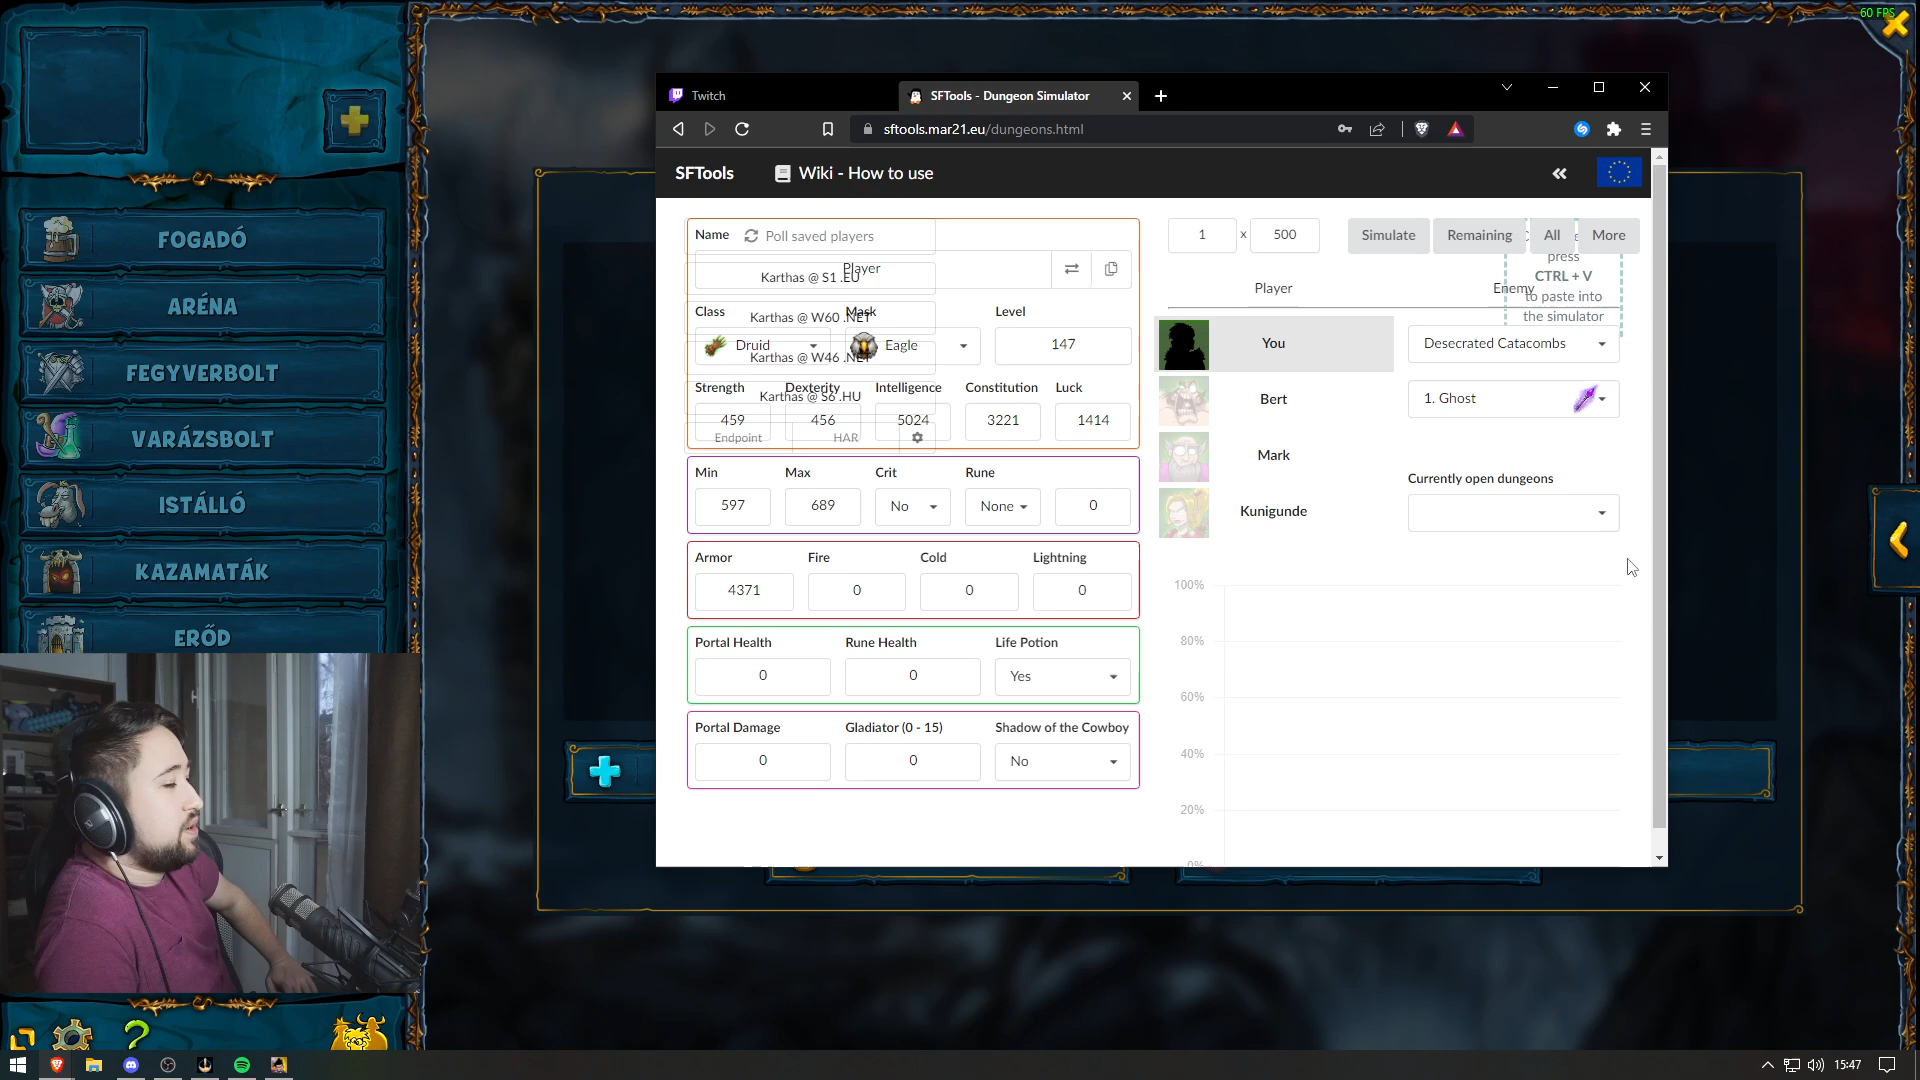 60 FPS
Twitch
SFTools - Dungeon Simulator
sftools.mar21.eu/dungeons.html
SFTools
Wiki - How to use
FOGADÓ
ARÉNA
FEGYVERBOLT
VARÁZSBOLT
ISTÁLLÓ
KAZAMATÁK
ERŐD
Name
Poll saved players
Player
Karthas @ S1 .EU
Class
Mask
Level
Karthas @ W60 .NET
Druid
Eagle
147
Karthas @ W46 .NET
Strength
Dexterity
Intelligence
Constitution
Luck
Karthas @ S6 .HU
459
456
5024
3221
1414
Endpoint
HAR
Min
Max
Crit
Rune
597
689
No
None
0
Armor
Fire
Cold
Lightning
4371
0
0
0
Portal Health
Rune Health
Life Potion
0
0
Yes
Portal Damage
Gladiator (0 - 15)
Shadow of the Cowboy
0
0
No
1
x
500
Simulate
Remaining
All
More
press
CTRL + V
to paste into
the simulator
Player
Enemy
You
Desecrated Catacombs
Bert
1. Ghost
Mark
Currently open dungeons
Kunigunde
100%
80%
60%
40%
20%
0%
15:47